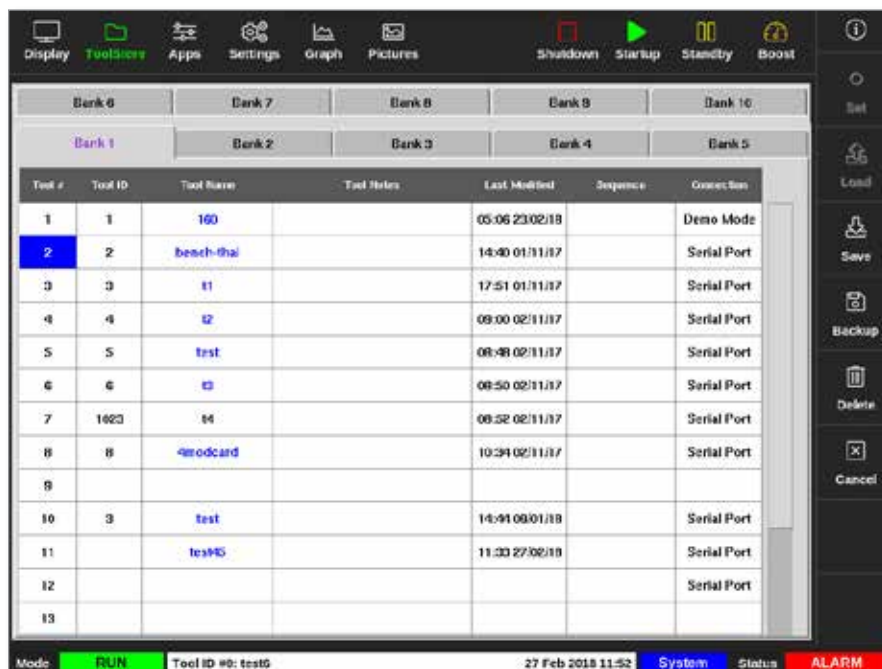 Display ToolStore Apps Settings Graph Pictures Shutdown Startup Standby Boost
Set
Load
Save
Backup
Delete
Cancel
Bank 6 Bank 7 Bank 8 Bank 9 Bank 10
Bank 1 Bank 2 Bank 3 Bank 4 Bank 5
Tool # Tool ID Tool Name Tool Notes Last Modified Sequence Connection
1 1 160 05:06 23/02/18 Demo Mode
2 2 bench-thai 14:40 01/11/17 Serial Port
3 3 t1 17:51 01/11/17 Serial Port
4 4 t2 09:00 02/11/17 Serial Port
5 5 test 08:48 02/11/17 Serial Port
6 6 t3 08:50 02/11/17 Serial Port
7 1023 t4 08:52 02/11/17 Serial Port
8 8 4modcard 10:34 02/11/17 Serial Port
9
10 3 test 14:44 Serial Port
11 test45 11:33 27/02/18 Serial Port
12 Serial Port
13
Mode RUN Tool ID #0: test6 27 Feb 2018 11:52 System Status ALARM